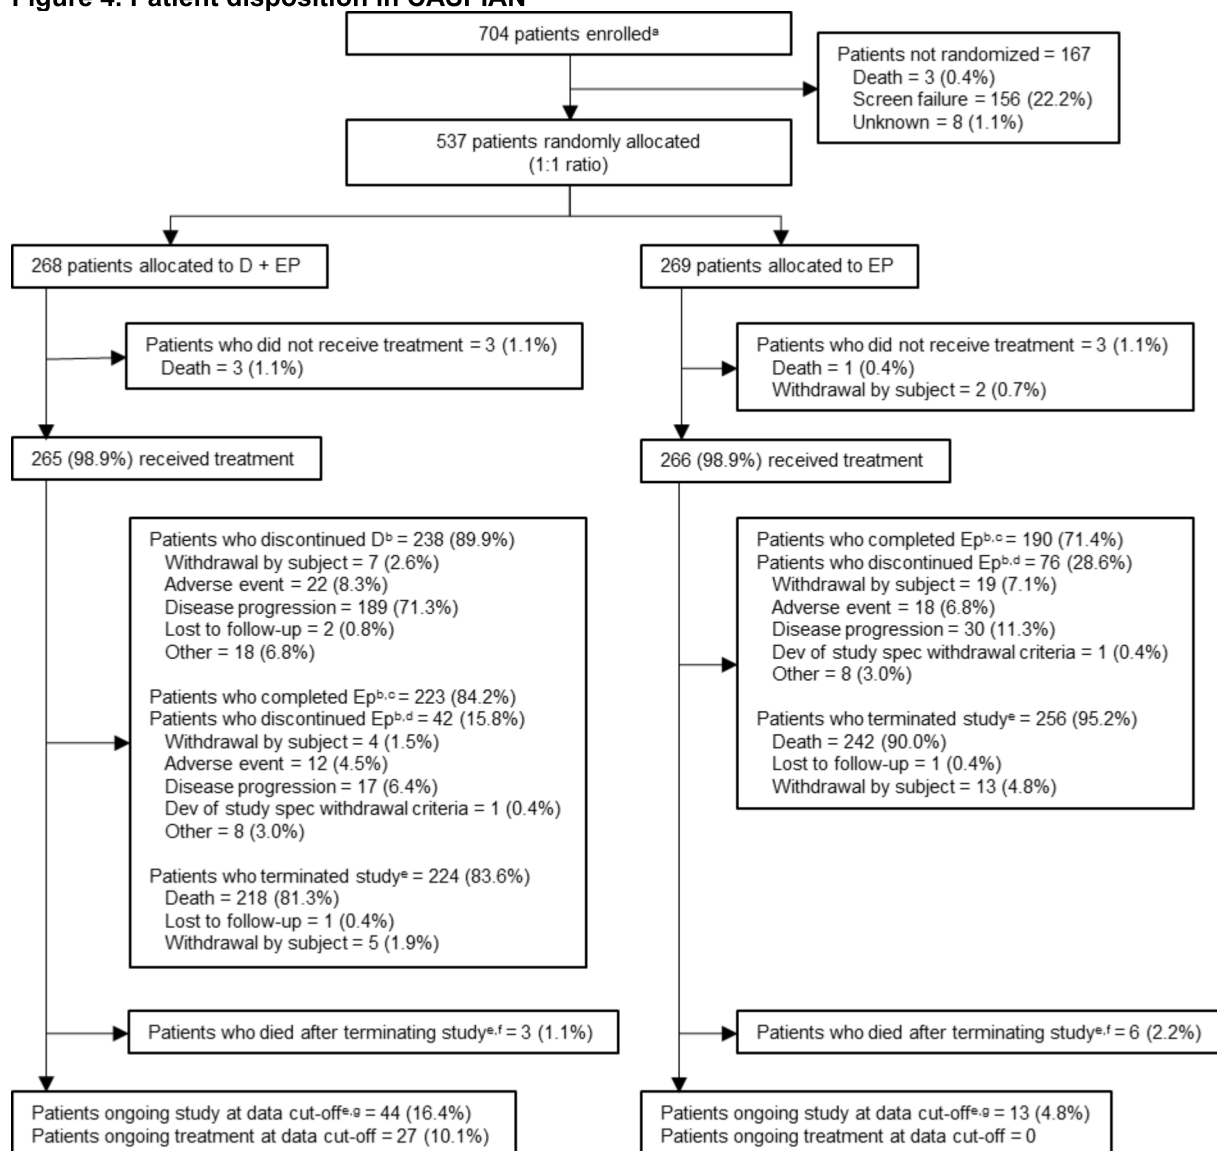 Figure 4. Patient disposition in CASPIAN
704 patients enrolledᵃ
Patients not randomized = 167
Death = 3 (0.4%)
Screen failure = 156 (22.2%)
Unknown = 8 (1.1%)
537 patients randomly allocated
(1:1 ratio)
268 patients allocated to D + EP
269 patients allocated to EP
Patients who did not receive treatment = 3 (1.1%)
Death = 3 (1.1%)
Patients who did not receive treatment = 3 (1.1%)
Death = 1 (0.4%)
Withdrawal by subject = 2 (0.7%)
265 (98.9%) received treatment
266 (98.9%) received treatment
Patients who discontinued Dᵇ = 238 (89.9%)
Withdrawal by subject = 7 (2.6%)
Adverse event = 22 (8.3%)
Disease progression = 189 (71.3%)
Lost to follow-up = 2 (0.8%)
Other = 18 (6.8%)
Patients who completed Epᵇ·ᶜ = 223 (84.2%)
Patients who discontinued Epᵇ·ᵈ = 42 (15.8%)
Withdrawal by subject = 4 (1.5%)
Adverse event = 12 (4.5%)
Disease progression = 17 (6.4%)
Dev of study spec withdrawal criteria = 1 (0.4%)
Other = 8 (3.0%)
Patients who terminated studyᵉ = 224 (83.6%)
Death = 218 (81.3%)
Lost to follow-up = 1 (0.4%)
Withdrawal by subject = 5 (1.9%)
Patients who completed Epᵇ·ᶜ = 190 (71.4%)
Patients who discontinued Epᵇ·ᵈ = 76 (28.6%)
Withdrawal by subject = 19 (7.1%)
Adverse event = 18 (6.8%)
Disease progression = 30 (11.3%)
Dev of study spec withdrawal criteria = 1 (0.4%)
Other = 8 (3.0%)
Patients who terminated studyᵉ = 256 (95.2%)
Death = 242 (90.0%)
Lost to follow-up = 1 (0.4%)
Withdrawal by subject = 13 (4.8%)
Patients who died after terminating studyᵉ,ᶠ = 3 (1.1%)
Patients who died after terminating studyᵉ,ᶠ = 6 (2.2%)
Patients ongoing study at data cut-offᵉ,ᵍ = 44 (16.4%)
Patients ongoing treatment at data cut-off = 27 (10.1%)
Patients ongoing study at data cut-offᵉ,ᵍ = 13 (4.8%)
Patients ongoing treatment at data cut-off = 0